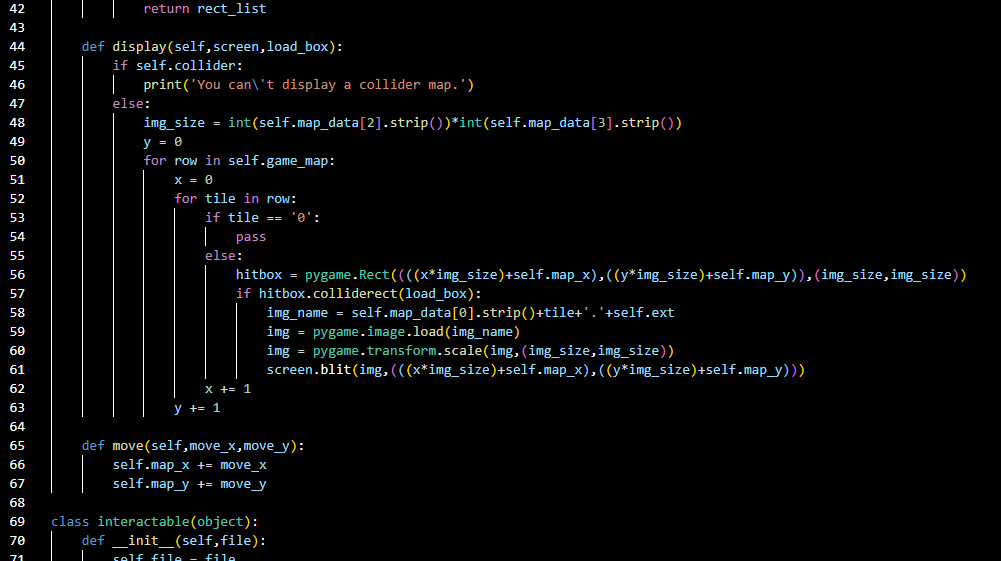 42 return rect_list
43
44 def display(self,screen,load_box):
45 if self.collider:
46 print('You can\'t display a collider map.')
47 else:
48 img_size = int(self.map_data[2].strip())*int(self.map_data[3].strip())
49 y = 0
50 for row in self.game_map:
51 x = 0
52 for tile in row:
53 if tile == '0':
54 pass
55 else:
56 hitbox = pygame.Rect((((x*img_size)+self.map_x),((y*img_size)+self.map_y)),(img_size,img_size))
57 if hitbox.colliderect(load_box):
58 img_name = self.map_data[0].strip()+tile+'.'+self.ext
59 img = pygame.image.load(img_name)
60 img = pygame.transform.scale(img,(img_size,img_size))
61 screen.blit(img,(((x*img_size)+self.map_x),((y*img_size)+self.map_y)))
62 x += 1
63 y += 1
64
65 def move(self,move_x,move_y):
66 self.map_x += move_x
67 self.map_y += move_y
68
69 class interactable(object):
70 def __init__(self,file):
71 self.file = file